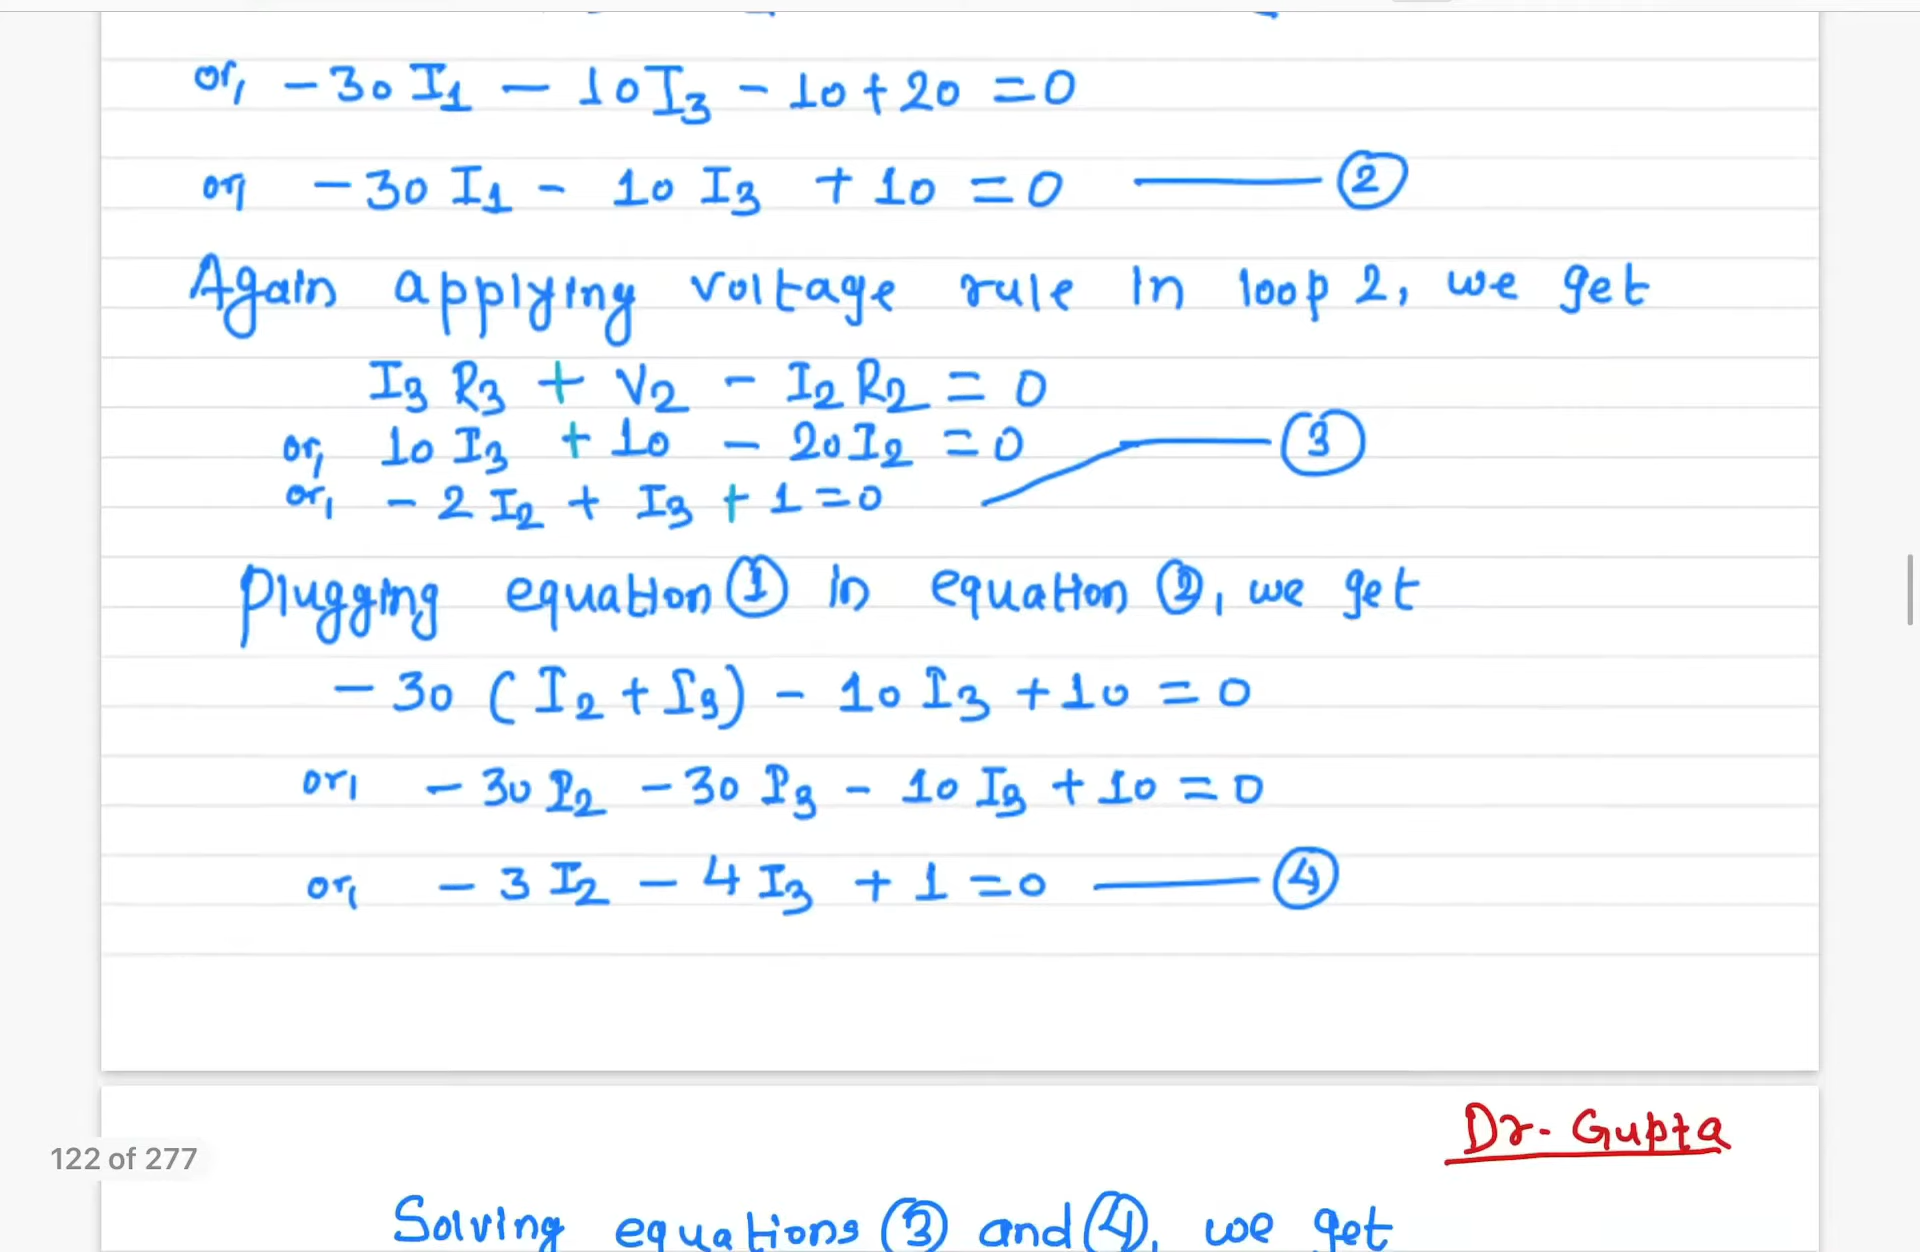 or, -30 I₁ - 10 I₃ - 10 + 20 = 0
or, -30 I₁ - 10 I₃ + 10 = 0 ——— ②
Again applying voltage rule in loop 2, we get
I₃ R₃ + V₂ - I₂ R₂ = 0
or, 10 I₃ + 10 - 20 I₂ = 0 ——— ③
or, - 2 I₂ + I₃ + 1 = 0
Plugging equation ① in equation ②, we get
- 30 ( I₂ + I₃ ) - 10 I₃ + 10 = 0
or, - 30 I₂ - 30 I₃ - 10 I₃ + 10 = 0
or, - 3 I₂ - 4 I₃ + 1 = 0 ——— ④
Dr. Gupta
122 of 277
Solving equations ③ and ④, we get